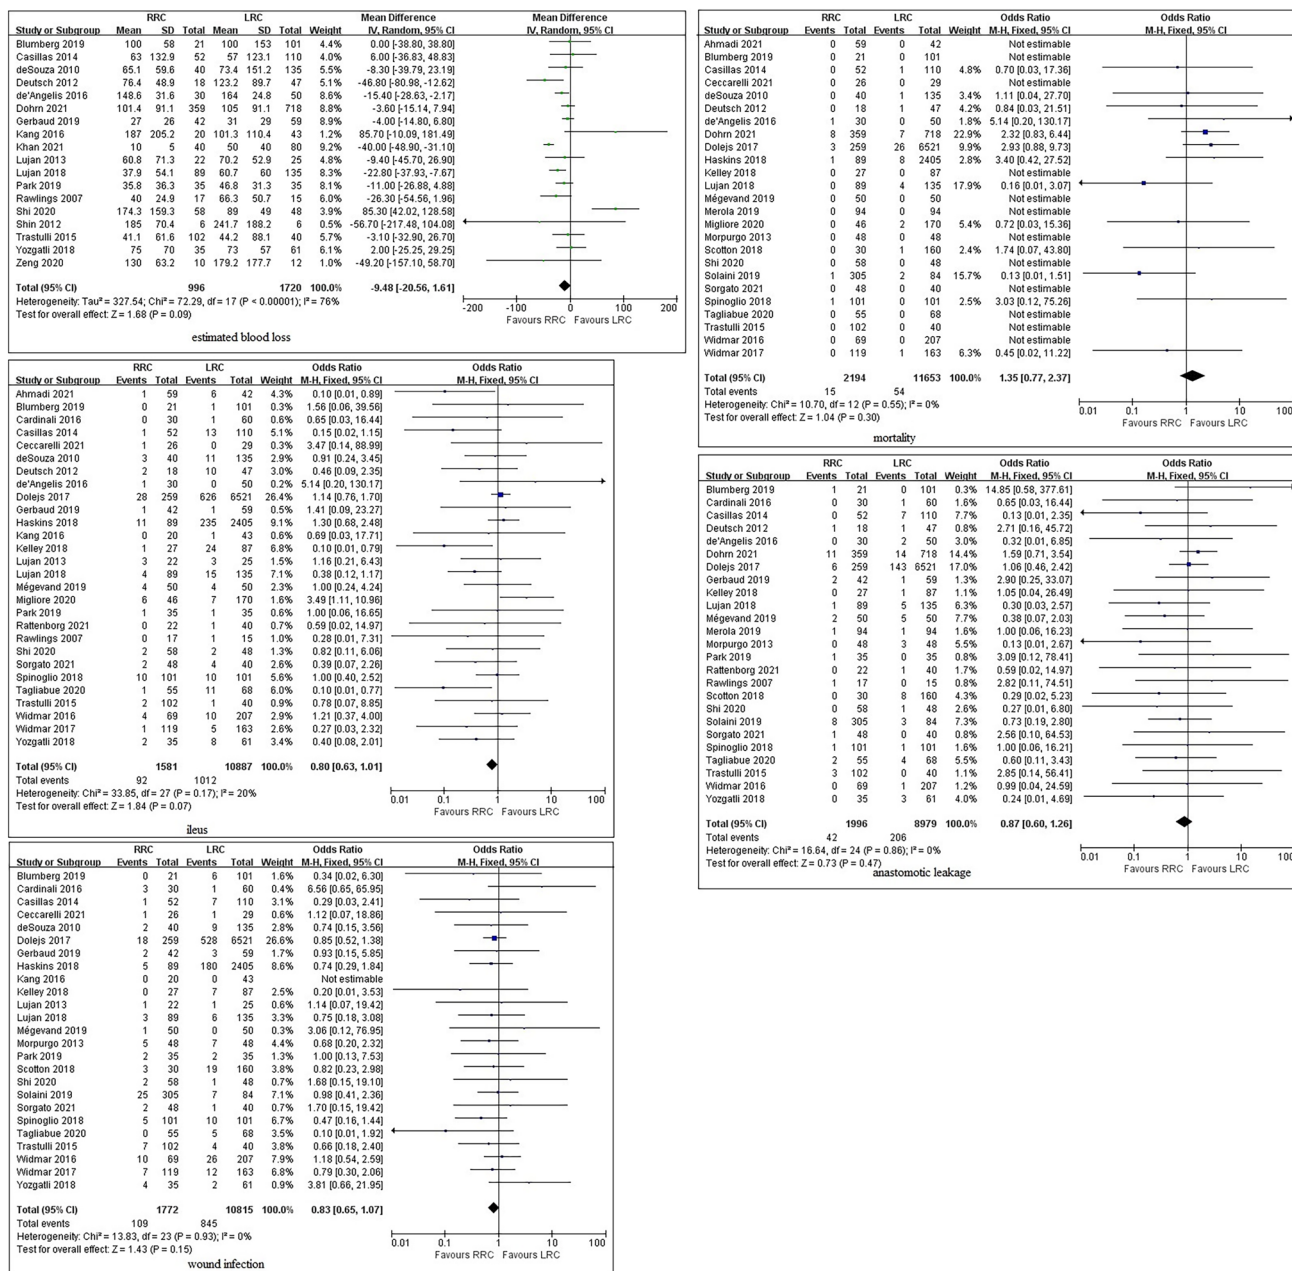 RRC LRC Mean Difference Mean Difference
Study or Subgroup Mean SD Total Mean SD Total Weight IV, Random, 95% CI IV, Random, 95% CI
Blumberg 2019 100 58 21 100 153 101 4.4% 0.00 [-38.80, 38.80]
Casillas 2014 63 132.9 52 57 123.1 110 4.6% 6.00 [-36.83, 48.83]
deSouza 2010 65.1 59.6 40 73.4 151.2 135 5.5% -8.30 [-39.79, 23.19]
Deutsch 2012 76.4 48.9 18 123.2 89.7 47 5.1% -46.80 [-80.98, -12.62]
de'Angelis 2016 148.6 31.6 30 164 24.8 50 8.5% -15.40 [-28.63, -2.17]
Dohrn 2021 101.4 91.1 359 105 91.1 718 8.7% -3.60 [-15.14, 7.94]
Gerbaud 2019 27 26 42 31 29 59 8.8% -4.00 [-14.80, 6.80]
Kang 2016 187 205.2 20 101.3 110.4 43 1.2% 85.70 [-10.09, 181.49]
Khan 2021 10 5 40 50 40 80 9.1% -40.00 [-48.90, -31.10]
Lujan 2013 60.8 71.3 22 70.2 52.9 25 4.7% -9.40 [-45.70, 26.90]
Lujan 2018 37.9 54.1 89 60.7 60 135 8.2% -22.80 [-37.93, -7.67]
Park 2019 35.8 36.3 35 46.8 31.3 35 8.1% -11.00 [-26.88, 4.88]
Rawlings 2007 40 24.9 17 66.3 50.7 15 6.0% -26.30 [-54.56, 1.96]
Shi 2020 174.3 159.3 58 89 49 48 3.9% 85.30 [42.02, 128.58]
Shin 2012 185 70.4 6 241.7 188.2 6 0.5% -56.70 [-217.48, 104.08]
Trastulli 2015 41.1 61.6 102 44.2 88.1 40 5.8% -3.10 [-32.90, 26.70]
Yozgatli 2018 75 70 35 73 57 61 6.1% 2.00 [-25.25, 29.25]
Zeng 2020 130 63.2 10 179.2 177.7 12 1.0% -49.20 [-157.10, 58.70]
Total (95% CI) 996 1720 100.0% -9.48 [-20.56, 1.61]
Heterogeneity: Tau² = 327.54; Chi² = 72.29, df = 17 (P < 0.00001); I² = 76%
Test for overall effect: Z = 1.68 (P = 0.09)
-200 -100 0 100 200
Favours RRC Favours LRC
estimated blood loss
RRC LRC Odds Ratio Odds Ratio
Study or Subgroup Events Total Events Total Weight M-H, Fixed, 95% CI M-H, Fixed, 95% CI
Ahmadi 2021 0 59 0 42 Not estimable
Blumberg 2019 0 21 0 101 Not estimable
Casillas 2014 0 52 1 110 4.8% 0.70 [0.03, 17.36]
Ceccarelli 2021 0 26 0 29 Not estimable
deSouza 2010 0 40 1 135 3.4% 1.11 [0.04, 27.70]
Deutsch 2012 0 18 1 47 4.1% 0.84 [0.03, 21.51]
de'Angelis 2016 1 30 0 50 1.8% 5.14 [0.20, 130.17]
Dohrn 2021 8 359 7 718 22.9% 2.32 [0.83, 6.44]
Dolejs 2017 3 259 26 6521 9.7% 2.93 [0.88, 9.73]
Haskins 2018 1 89 8 2405 2.8% 3.40 [0.42, 27.52]
Kelley 2018 0 27 0 87 Not estimable
Lujan 2018 0 89 4 135 17.9% 0.16 [0.01, 3.07]
Mégevand 2019 0 50 0 50 Not estimable
Merola 2019 0 94 0 94 Not estimable
Migliore 2020 0 46 2 170 5.4% 0.72 [0.03, 15.36]
Morpurgo 2013 0 48 0 48 Not estimable
Scotton 2018 0 30 1 160 2.4% 1.74 [0.07, 43.80]
Shi 2020 0 58 0 48 Not estimable
Solaini 2019 1 305 2 84 15.7% 0.13 [0.01, 1.51]
Sorgato 2021 0 48 0 40 Not estimable
Spinoglio 2018 1 101 0 101 2.5% 3.03 [0.12, 75.26]
Tagliabue 2020 0 55 0 68 Not estimable
Trastulli 2015 0 102 0 40 Not estimable
Widmar 2016 0 69 0 207 Not estimable
Widmar 2017 0 119 1 163 6.3% 0.45 [0.02, 11.22]
Total (95% CI) 2194 11653 100.0% 1.35 [0.77, 2.37]
Total events 15 54
Heterogeneity: Chi² = 10.70, df = 12 (P = 0.55); I² = 0%
Test for overall effect: Z = 1.04 (P = 0.30)
0.01 0.1 1 10 100
Favours RRC Favours LRC
mortality
RRC LRC Odds Ratio Odds Ratio
Study or Subgroup Events Total Events Total Weight M-H, Fixed, 95% CI M-H, Fixed, 95% CI
Ahmadi 2021 1 59 6 42 4.3% 0.10 [0.01, 0.89]
Blumberg 2019 0 21 1 101 0.3% 1.56 [0.06, 39.56]
Cardinali 2016 0 30 1 60 0.6% 0.65 [0.03, 16.44]
Casillas 2014 1 52 13 110 5.1% 0.15 [0.02, 1.15]
Ceccarelli 2021 1 26 0 29 0.3% 3.47 [0.14, 88.99]
deSouza 2010 3 40 11 135 2.9% 0.91 [0.24, 3.45]
Deutsch 2012 2 18 10 47 3.0% 0.46 [0.09, 2.35]
de'Angelis 2016 1 30 0 50 0.2% 5.14 [0.20, 130.17]
Dolejs 2017 28 259 626 6521 26.4% 1.14 [0.76, 1.70]
Gerbaud 2019 1 42 1 59 0.5% 1.41 [0.09, 23.27]
Haskins 2018 11 89 235 2405 9.1% 1.30 [0.68, 2.48]
Kang 2016 0 20 1 43 0.6% 0.69 [0.03, 17.71]
Kelley 2018 1 27 24 87 6.9% 0.10 [0.01, 0.79]
Lujan 2013 3 22 3 25 1.5% 1.16 [0.21, 6.43]
Lujan 2018 4 89 15 135 7.1% 0.38 [0.12, 1.17]
Mégevand 2019 4 50 4 50 2.3% 1.00 [0.24, 4.24]
Migliore 2020 6 46 7 170 1.6% 3.49 [1.11, 10.96]
Park 2019 1 35 1 35 0.6% 1.00 [0.06, 16.65]
Rattenborg 2021 0 22 1 40 0.7% 0.59 [0.02, 14.97]
Rawlings 2007 0 17 1 15 0.9% 0.28 [0.01, 7.31]
Shi 2020 2 58 2 48 1.3% 0.82 [0.11, 6.06]
Sorgato 2021 2 48 4 40 2.6% 0.39 [0.07, 2.26]
Spinoglio 2018 10 101 10 101 5.6% 1.00 [0.40, 2.52]
Tagliabue 2020 1 55 11 68 6.0% 0.10 [0.01, 0.77]
Trastulli 2015 2 102 1 40 0.9% 0.78 [0.07, 8.85]
Widmar 2016 4 69 10 207 2.9% 1.21 [0.37, 4.00]
Widmar 2017 1 119 5 163 2.6% 0.27 [0.03, 2.32]
Yozgatli 2018 2 35 8 61 3.4% 0.40 [0.08, 2.01]
Total (95% CI) 1581 10887 100.0% 0.80 [0.63, 1.01]
Total events 92 1012
Heterogeneity: Chi² = 33.85, df = 27 (P = 0.17); I² = 20%
Test for overall effect: Z = 1.84 (P = 0.07)
0.01 0.1 1 10 100
Favours RRC Favours LRC
ileus
RRC LRC Odds Ratio Odds Ratio
Study or Subgroup Events Total Events Total Weight M-H, Fixed, 95% CI M-H, Fixed, 95% CI
Blumberg 2019 1 21 0 101 0.3% 14.85 [0.58, 377.61]
Cardinali 2016 0 30 1 60 1.6% 0.65 [0.03, 16.44]
Casillas 2014 0 52 7 110 7.7% 0.13 [0.01, 2.35]
Deutsch 2012 1 18 1 47 0.8% 2.71 [0.16, 45.72]
de'Angelis 2016 0 30 2 50 2.9% 0.32 [0.01, 6.85]
Dohrn 2021 11 359 14 718 14.4% 1.59 [0.71, 3.54]
Dolejs 2017 6 259 143 6521 17.0% 1.06 [0.46, 2.42]
Gerbaud 2019 2 42 1 59 1.3% 2.90 [0.25, 33.07]
Kelley 2018 0 27 1 87 1.1% 1.05 [0.04, 26.49]
Lujan 2018 1 89 5 135 6.1% 0.30 [0.03, 2.57]
Mégevand 2019 2 50 5 50 7.5% 0.38 [0.07, 2.03]
Merola 2019 1 94 1 94 1.5% 1.00 [0.06, 16.23]
Morpurgo 2013 0 48 3 48 5.4% 0.13 [0.01, 2.67]
Park 2019 1 35 0 35 0.8% 3.09 [0.12, 78.41]
Rattenborg 2021 0 22 1 40 1.6% 0.59 [0.02, 14.97]
Rawlings 2007 1 17 0 15 0.8% 2.82 [0.11, 74.51]
Scotton 2018 0 30 8 160 4.3% 0.29 [0.02, 5.23]
Shi 2020 0 58 1 48 2.5% 0.27 [0.01, 6.80]
Solaini 2019 8 305 3 84 7.1% 0.73 [0.19, 2.80]
Sorgato 2021 1 48 0 40 0.8% 2.56 [0.10, 64.53]
Spinoglio 2018 1 101 1 101 1.5% 1.00 [0.06, 16.21]
Tagliabue 2020 2 55 4 68 5.3% 0.60 [0.11, 3.43]
Trastulli 2015 3 102 0 40 1.1% 2.85 [0.14, 56.41]
Widmar 2016 0 69 1 207 1.2% 0.99 [0.04, 24.59]
Yozgatli 2018 0 35 3 61 4.0% 0.24 [0.01, 4.69]
Total (95% CI) 1996 8979 100.0% 0.87 [0.60, 1.26]
Total events 42 206
Heterogeneity: Chi² = 16.64, df = 24 (P = 0.86); I² = 0%
Test for overall effect: Z = 0.73 (P = 0.47)
0.01 0.1 1 10 100
Favours RRC Favours LRC
anastomotic leakage
RRC LRC Odds Ratio Odds Ratio
Study or Subgroup Events Total Events Total Weight M-H, Fixed, 95% CI M-H, Fixed, 95% CI
Blumberg 2019 0 21 6 101 1.6% 0.34 [0.02, 6.30]
Cardinali 2016 3 30 1 60 0.4% 6.56 [0.65, 65.95]
Casillas 2014 1 52 7 110 3.1% 0.29 [0.03, 2.41]
Ceccarelli 2021 1 26 1 29 0.6% 1.12 [0.07, 18.86]
deSouza 2010 2 40 9 135 2.8% 0.74 [0.15, 3.56]
Dolejs 2017 18 259 528 6521 26.6% 0.85 [0.52, 1.38]
Gerbaud 2019 2 42 3 59 1.7% 0.93 [0.15, 5.85]
Haskins 2018 5 89 180 2405 8.6% 0.74 [0.29, 1.84]
Kang 2016 0 20 0 43 Not estimable
Kelley 2018 0 27 7 87 2.5% 0.20 [0.01, 3.53]
Lujan 2013 1 22 1 25 0.6% 1.14 [0.07, 19.42]
Lujan 2018 3 89 6 135 3.3% 0.75 [0.18, 3.08]
Mégevand 2019 1 50 0 50 0.3% 3.06 [0.12, 76.95]
Morpurgo 2013 5 48 7 48 4.4% 0.68 [0.20, 2.32]
Park 2019 2 35 2 35 1.3% 1.00 [0.13, 7.53]
Scotton 2018 3 30 19 160 3.8% 0.82 [0.23, 2.98]
Shi 2020 2 58 1 48 0.7% 1.68 [0.15, 19.10]
Solaini 2019 25 305 7 84 7.1% 0.98 [0.41, 2.36]
Sorgato 2021 2 48 1 40 0.7% 1.70 [0.15, 19.42]
Spinoglio 2018 5 101 10 101 6.7% 0.47 [0.16, 1.44]
Tagliabue 2020 0 55 5 68 3.5% 0.10 [0.01, 1.92]
Trastulli 2015 7 102 4 40 3.8% 0.66 [0.18, 2.40]
Widmar 2016 10 69 26 207 7.9% 1.18 [0.54, 2.59]
Widmar 2017 7 119 12 163 6.8% 0.79 [0.30, 2.06]
Yozgatli 2018 4 35 2 61 0.9% 3.81 [0.66, 21.95]
Total (95% CI) 1772 10815 100.0% 0.83 [0.65, 1.07]
Total events 109 845
Heterogeneity: Chi² = 13.83, df = 23 (P = 0.93); I² = 0%
Test for overall effect: Z = 1.43 (P = 0.15)
0.01 0.1 1 10 100
Favours RRC Favours LRC
wound infection